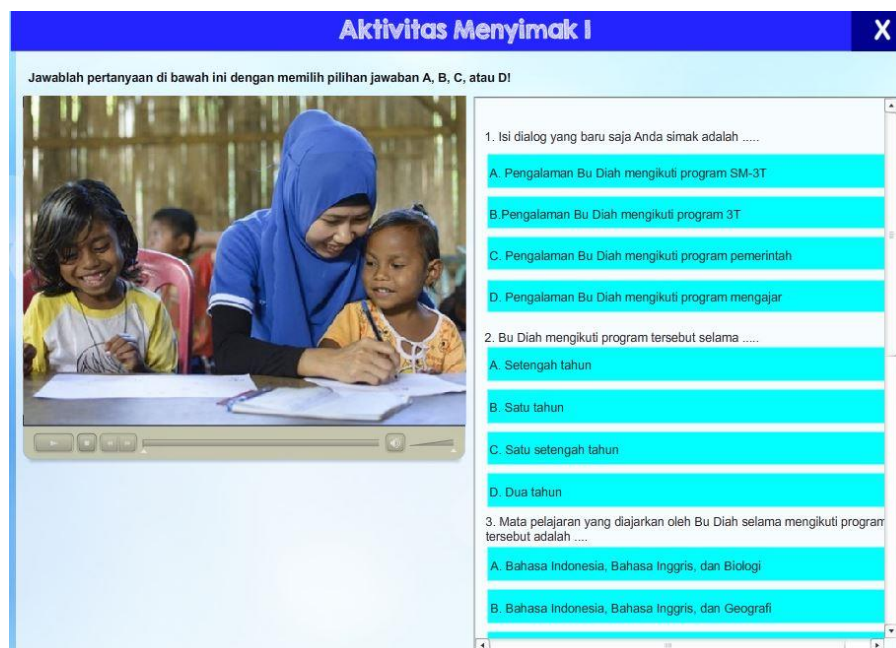 Aktivitas Menyimak I
X
Jawablah pertanyaan di bawah ini dengan memilih pilihan jawaban A, B, C, atau D!
1. Isi dialog yang baru saja Anda simak adalah .....
A. Pengalaman Bu Diah mengikuti program SM-3T
B.Pengalaman Bu Diah mengikuti program 3T
C. Pengalaman Bu Diah mengikuti program pemerintah
D. Pengalaman Bu Diah mengikuti program mengajar
2. Bu Diah mengikuti program tersebut selama .....
A. Setengah tahun
B. Satu tahun
C. Satu setengah tahun
D. Dua tahun
3. Mata pelajaran yang diajarkan oleh Bu Diah selama mengikuti program
tersebut adalah ....
A. Bahasa Indonesia, Bahasa Inggris, dan Biologi
B. Bahasa Indonesia, Bahasa Inggris, dan Geografi